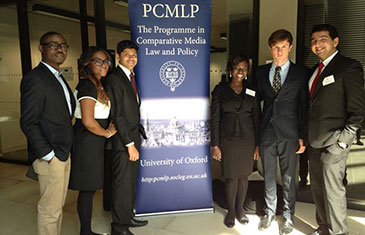 PCMLP
The Programme in
Comparative Media
Law and Policy
University of Oxford
http:pcmlp.socleg.ox.ac.uk